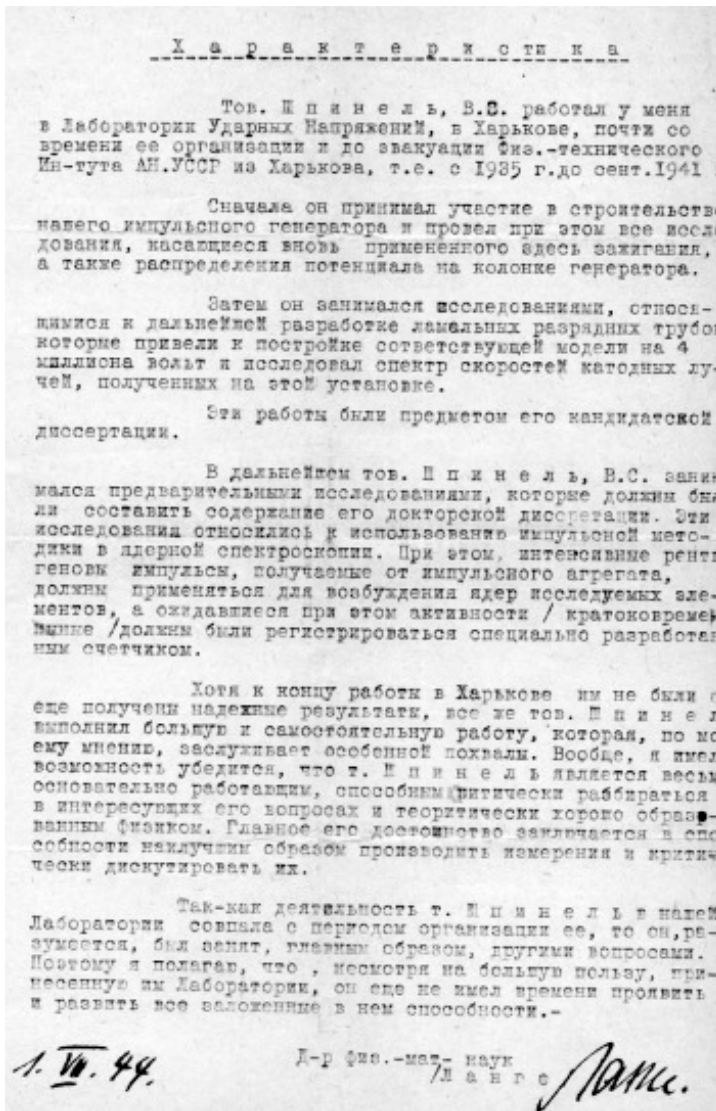 Х а р а к т е р и с т и к а
Тов. Ш п и н е л ь, В.С. работал у меня
в Лаборатории Ударных Напряжений, в Харькове, почти со
времени ее организации и до эвакуации Физ.-технического
Ин-тута АН.УССР из Харькова, т.е. с 1935 г.до сент.1941
Сначала он принимал участие в строительств
нашего импульсного генератора и провел при этом все иссле
дования, касающиеся вновь примененного здесь зажигания,
а также распределения потенциала на колонке генератора.
Затем он занимался исследованиями, относя-
щимися к дальнейшей разработке ламальных разрядных трубок
которые привели к постройке сответствующей модели на 4
миллиона вольт и исследовал спектр скоростей катодных лу-
чей, полученных на этой установке.
Эти работы были предметом его кандидатской
диссертации.
В дальнейшем тов. Ш п и н е л ь, В.С. зани
мался предварительными исследованиями, которые должны бы
ли составить содержание его докторской диссретации. Эти
исследования относились к использованию импульсной мето-
дики в ядерной спектроскопии. При этом, интенсивные рентг
геновы импульсы, получаемые от импульсного агрегата,
должны применяться для возбуждения ядер исследуемых эле-
ментов, а ожидавшиеся при этом активности / кратковреме
нные /должны были регистрироваться специально разработа
ным счетчиком.
Хотя к концу работы в Харькове им не были
еще получены надежные результаты, все же тов. Ш п и н е л
выполнил большую и самостоятельную работу, которая, по мо
ему мнению, заслуживает особенной похвалы. Вообще, я имел
возможность убедится, что т. Ш п и н е л ь является весьм
основательно работающим, способным критически раббираться
в интересующих его вопросах и теоритически хорошо образо-
ванным физиком. Главное его достоинство заключается в спо
собности наилучшим образом производить измерения и критич
чески дискутировать их.
Так-как деятельность т. Ш п и н е л ь в нашей
Лаборатории совпала с периодом организации ее, то он,ра-
зумеется, был занят, главным образом, другими вопросами.
Поэтому я полагаю, что , несмотря на большую пользу, при-
несенную им Лаборатории, он еще не имел времени проявить
и развить все заложенные в нем способности.-
1. VII. 44.
Д-р физ.-мат- наук
/Л а н г е
Ланге.